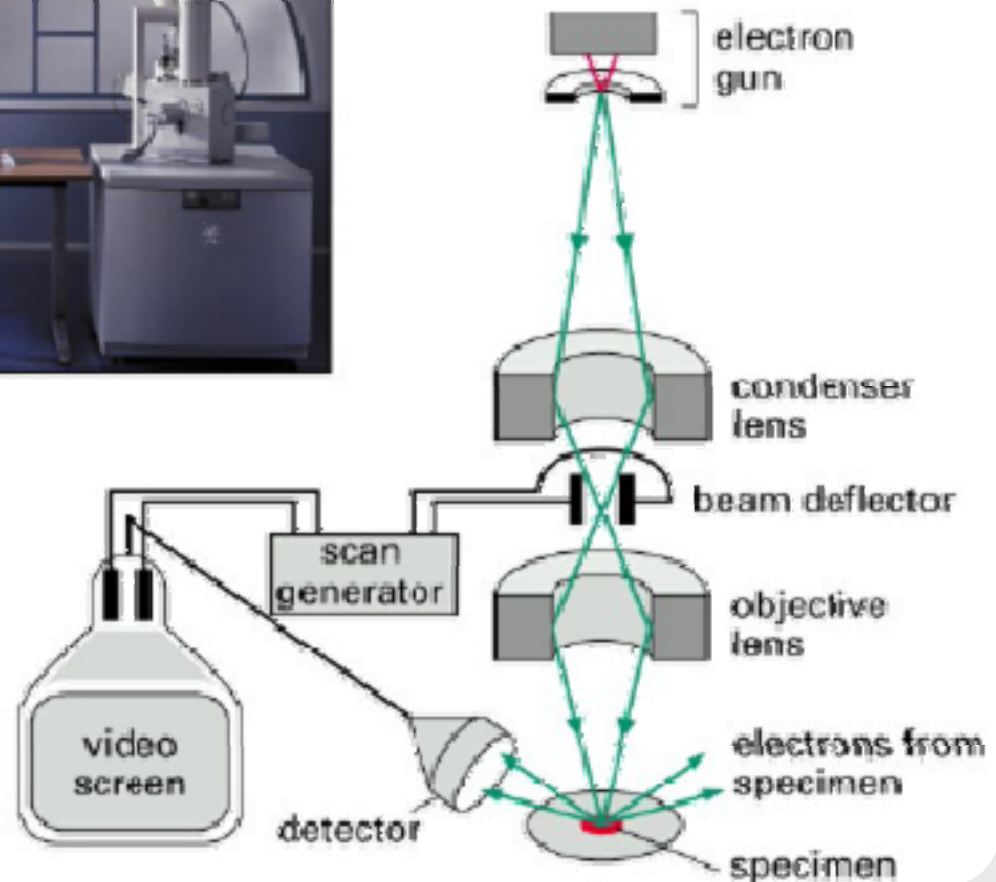 electron
gun
condenser
lens
beam deflector
scan
generator
objective
lens
video
screen
electrons from
specimen
detector
specimen